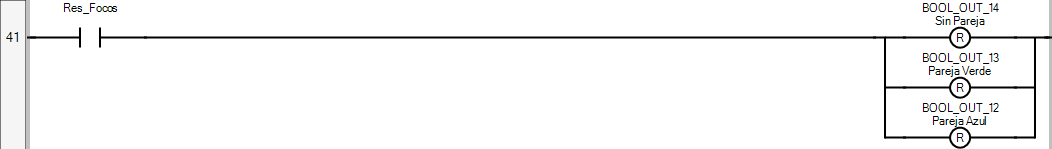 Res_Focos
BOOL_OUT_14
Sin Pareja
41
R
BOOL_OUT_13
Pareja Verde
R
BOOL_OUT_12
Pareja Azul
R